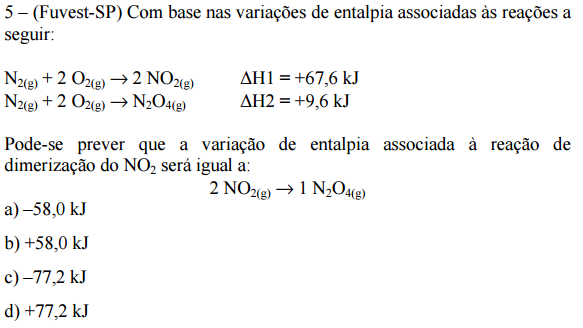 5 – (Fuvest-SP) Com base nas variações de entalpia associadas às reações a
seguir:
N₂(g) + 2 O₂(g) → 2 NO₂(g) ΔH1 = +67,6 kJ
N₂(g) + 2 O₂(g) → N₂O₄(g) ΔH2 = +9,6 kJ
Pode-se prever que a variação de entalpia associada à reação de
dimerização do NO₂ será igual a:
2 NO₂(g) → 1 N₂O₄(g)
a) –58,0 kJ
b) +58,0 kJ
c) –77,2 kJ
d) +77,2 kJ